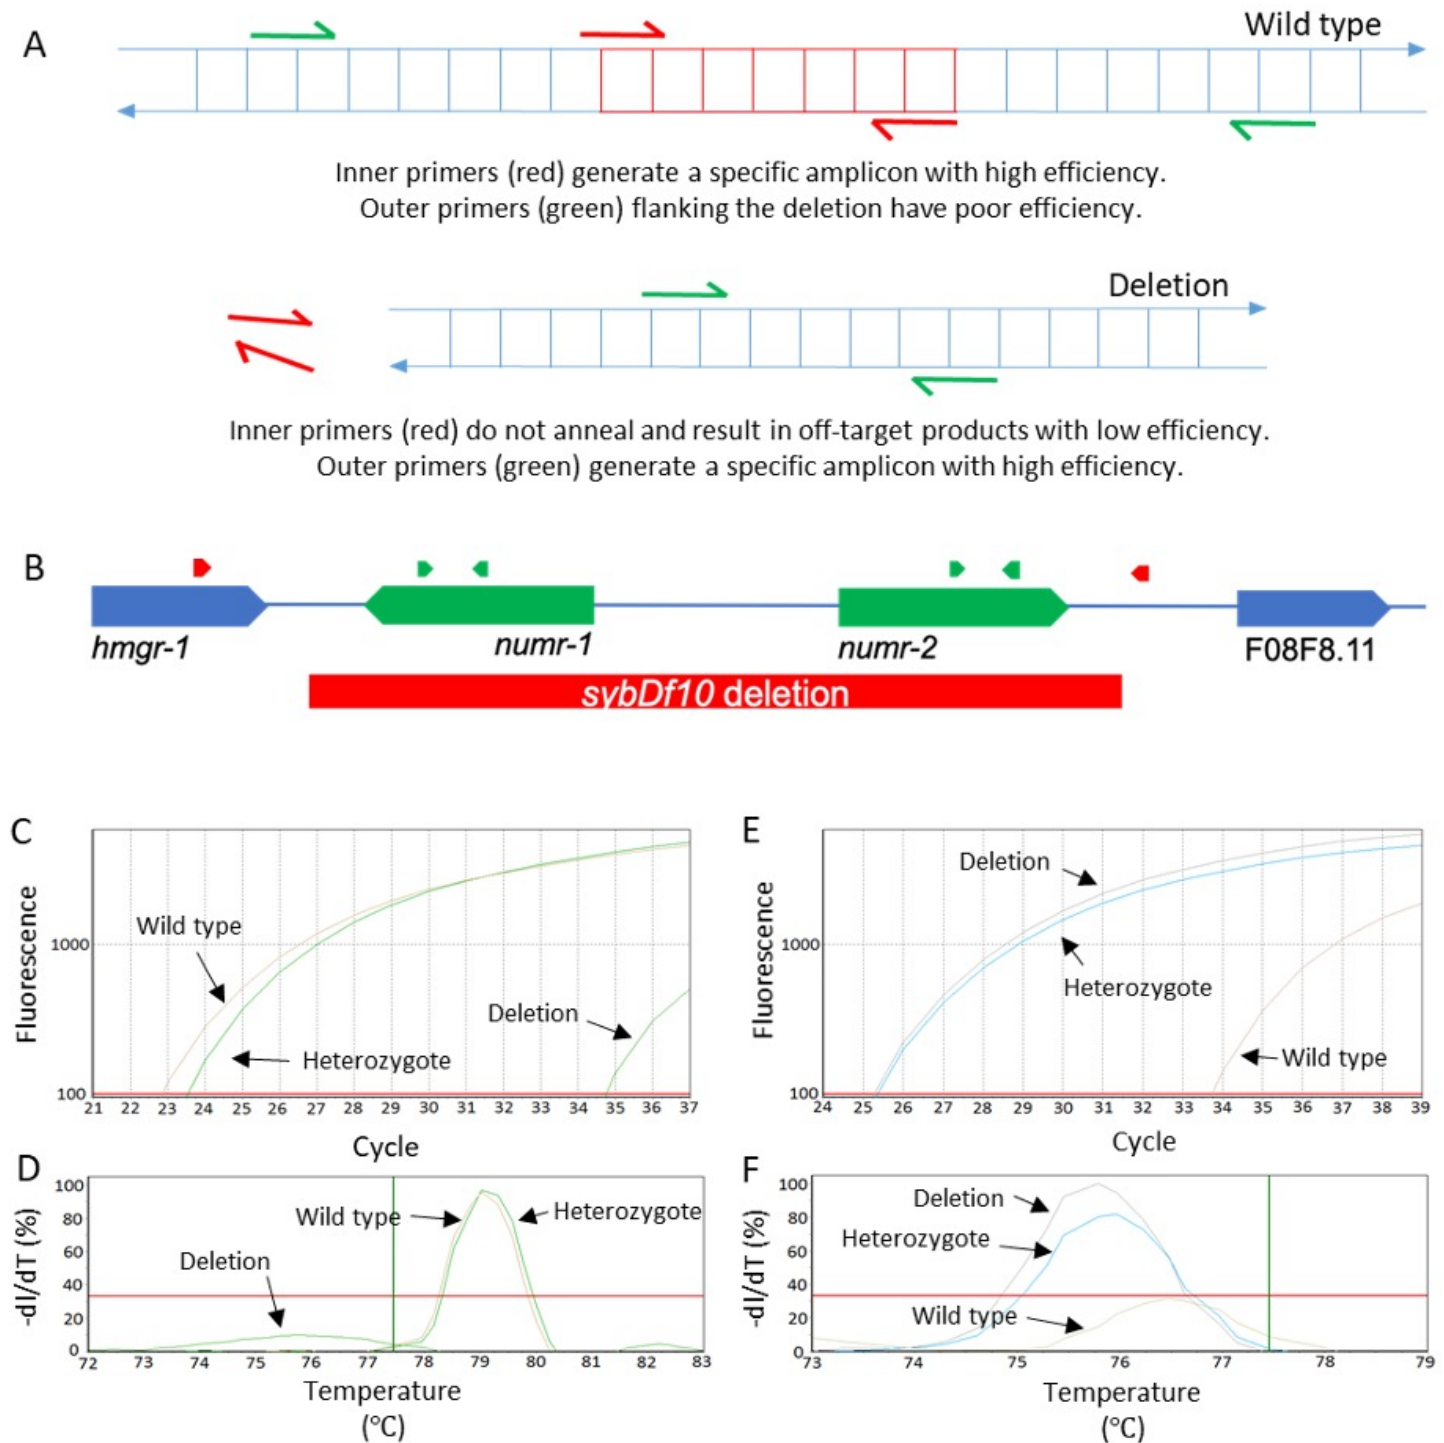 A
Wild type
Inner primers (red) generate a specific amplicon with high efficiency.
Outer primers (green) flanking the deletion have poor efficiency.
Deletion
Inner primers (red) do not anneal and result in off-target products with low efficiency.
Outer primers (green) generate a specific amplicon with high efficiency.
B
hmgr-1
numr-1
numr-2
F08F8.11
sybDf10 deletion
C
Fluorescence
1000
100
Wild type
Heterozygote
Deletion
21 22 23 24 25 26 27 28 29 30 31 32 33 34 35 36 37
Cycle
D
-dI/dT (%)
100
80
60
40
20
0
Wild type
Heterozygote
Deletion
72 73 74 75 76 77 78 79 80 81 82 83
Temperature
(°C)
E
Fluorescence
1000
100
Deletion
Heterozygote
Wild type
24 25 26 27 28 29 30 31 32 33 34 35 36 37 38 39
Cycle
F
-dI/dT (%)
100
80
60
40
20
0
Deletion
Heterozygote
Wild type
73 74 75 76 77 78 79
Temperature
(°C)